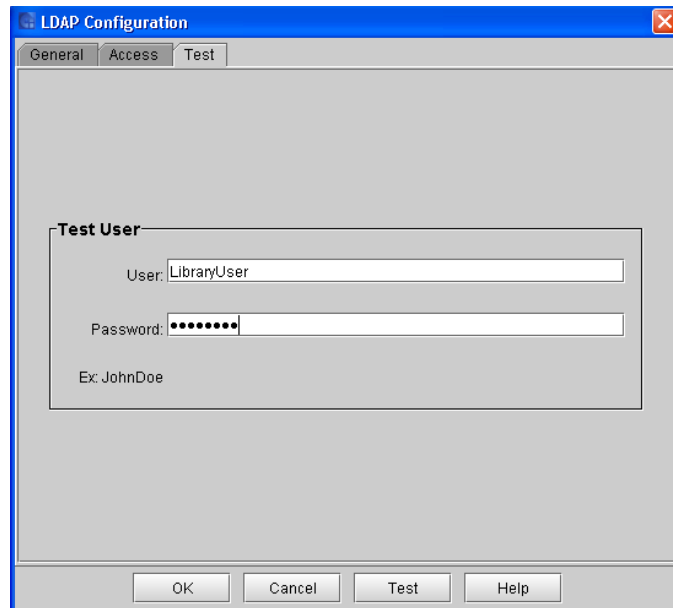 LDAP Configuration
General Access Test
Test User
User: LibraryUser
Password: ••••••••
Ex: JohnDoe
OK Cancel Test Help